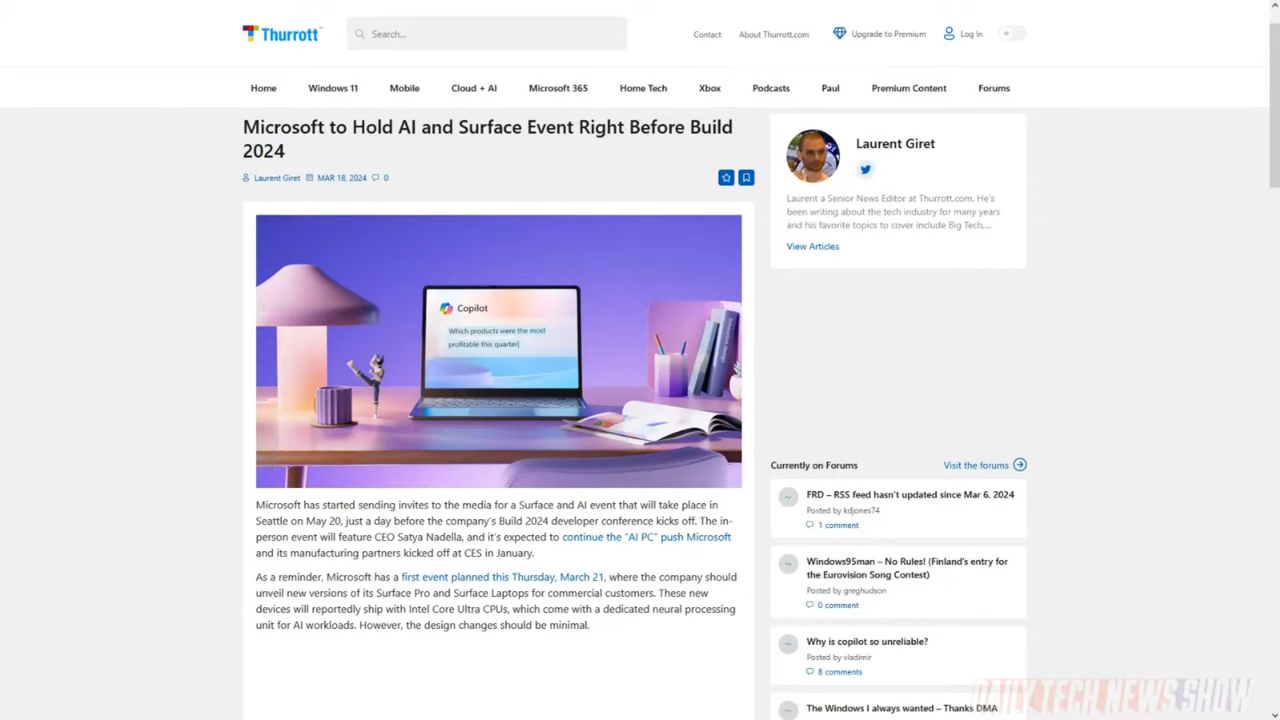 Thurrott
Search...
Contact
About Thurrott.com
Upgrade to Premium
Log In
Home
Windows 11
Mobile
Cloud + AI
Microsoft 365
Home Tech
Xbox
Podcasts
Paul
Premium Content
Forums
Microsoft to Hold AI and Surface Event Right Before Build
2024
Laurent Giret MAR 18, 2024 0
Copilot
Which products were the most
profitable this quarter
Microsoft has started sending invites to the media for a Surface and AI event that will take place in
Seattle on May 20, just a day before the company's Build 2024 developer conference kicks off. The in-
person event will feature CEO Satya Nadella, and it's expected to continue the "AI PC" push Microsoft
and its manufacturing partners kicked off at CES in January.
As a reminder, Microsoft has a first event planned this Thursday, March 21, where the company should
unveil new versions of its Surface Pro and Surface Laptops for commercial customers. These new
devices will reportedly ship with Intel Core Ultra CPUs, which come with a dedicated neural processing
unit for AI workloads. However, the design changes should be minimal.
Laurent Giret
Laurent a Senior News Editor at Thurrott.com. He's
been writing about the tech industry for many years
and his favorite topics to cover include Big Tech,...
View Articles
Currently on Forums
Visit the forums
FRD – RSS feed hasn't updated since Mar 6, 2024
Posted by kdjones74
1 comment
Windows95man – No Rules! (Finland's entry for
the Eurovision Song Contest)
Posted by greghudson
0 comment
Why is copilot so unreliable?
Posted by vladimir
8 comments
The Windows I always wanted – Thanks DMA
DAILY TECH NEWS SHOW